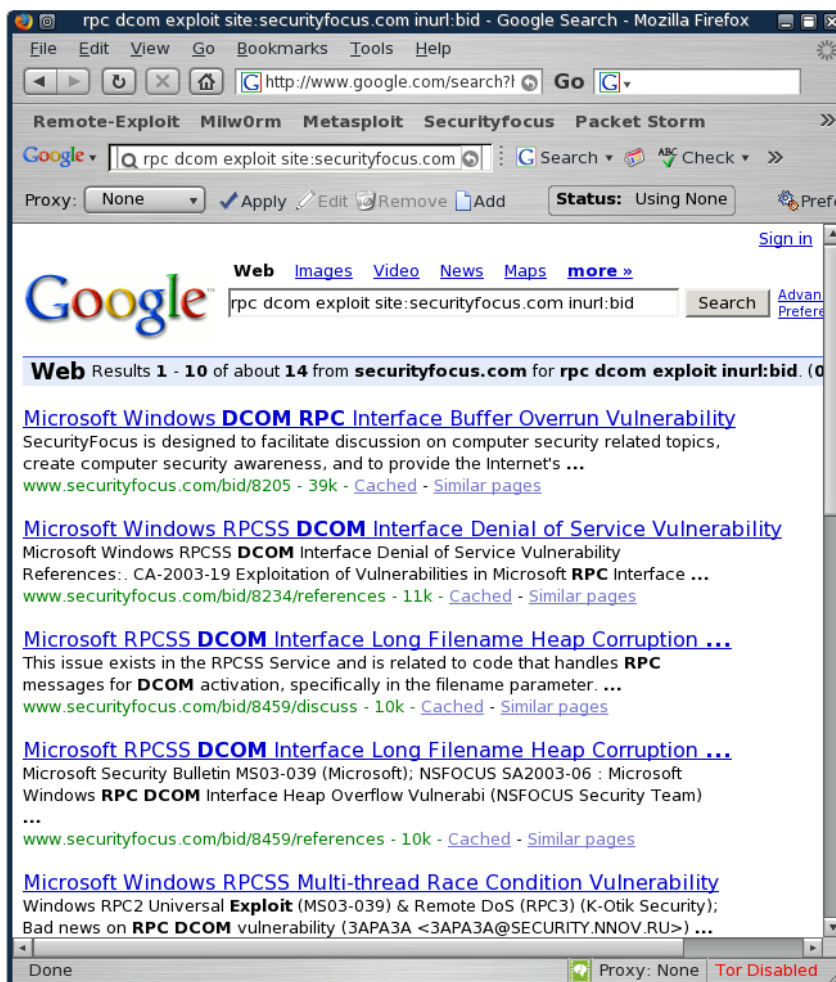 rpc dcom exploit site:securityfocus.com inurl:bid - Google Search - Mozilla Firefox
File Edit View Go Bookmarks Tools Help
http://www.google.com/search?h Go
Remote-Exploit Milw0rm Metasploit Securityfocus Packet Storm »
Google rpc dcom exploit site:securityfocus.com G Search ABC Check »
Proxy: None Apply Edit Remove Add Status: Using None Prefe
Sign in
Web Images Video News Maps more »
Google™ rpc dcom exploit site:securityfocus.com inurl:bid Search Advan
Prefere
Web Results 1 - 10 of about 14 from securityfocus.com for rpc dcom exploit inurl:bid. (0
Microsoft Windows DCOM RPC Interface Buffer Overrun Vulnerability
SecurityFocus is designed to facilitate discussion on computer security related topics,
create computer security awareness, and to provide the Internet's ...
www.securityfocus.com/bid/8205 - 39k - Cached - Similar pages
Microsoft Windows RPCSS DCOM Interface Denial of Service Vulnerability
Microsoft Windows RPCSS DCOM Interface Denial of Service Vulnerability
References:. CA-2003-19 Exploitation of Vulnerabilities in Microsoft RPC Interface ...
www.securityfocus.com/bid/8234/references - 11k - Cached - Similar pages
Microsoft RPCSS DCOM Interface Long Filename Heap Corruption ...
This issue exists in the RPCSS Service and is related to code that handles RPC
messages for DCOM activation, specifically in the filename parameter. ...
www.securityfocus.com/bid/8459/discuss - 10k - Cached - Similar pages
Microsoft RPCSS DCOM Interface Long Filename Heap Corruption ...
Microsoft Security Bulletin MS03-039 (Microsoft); NSFOCUS SA2003-06 : Microsoft
Windows RPC DCOM Interface Heap Overflow Vulnerabi (NSFOCUS Security Team)
...
www.securityfocus.com/bid/8459/references - 10k - Cached - Similar pages
Microsoft Windows RPCSS Multi-thread Race Condition Vulnerability
Windows RPC2 Universal Exploit (MS03-039) & Remote DoS (RPC3) (K-Otik Security);
Bad news on RPC DCOM vulnerability (3APA3A <3APA3A@SECURITY.NNOV.RU>) ...
Done Proxy: None Tor Disabled